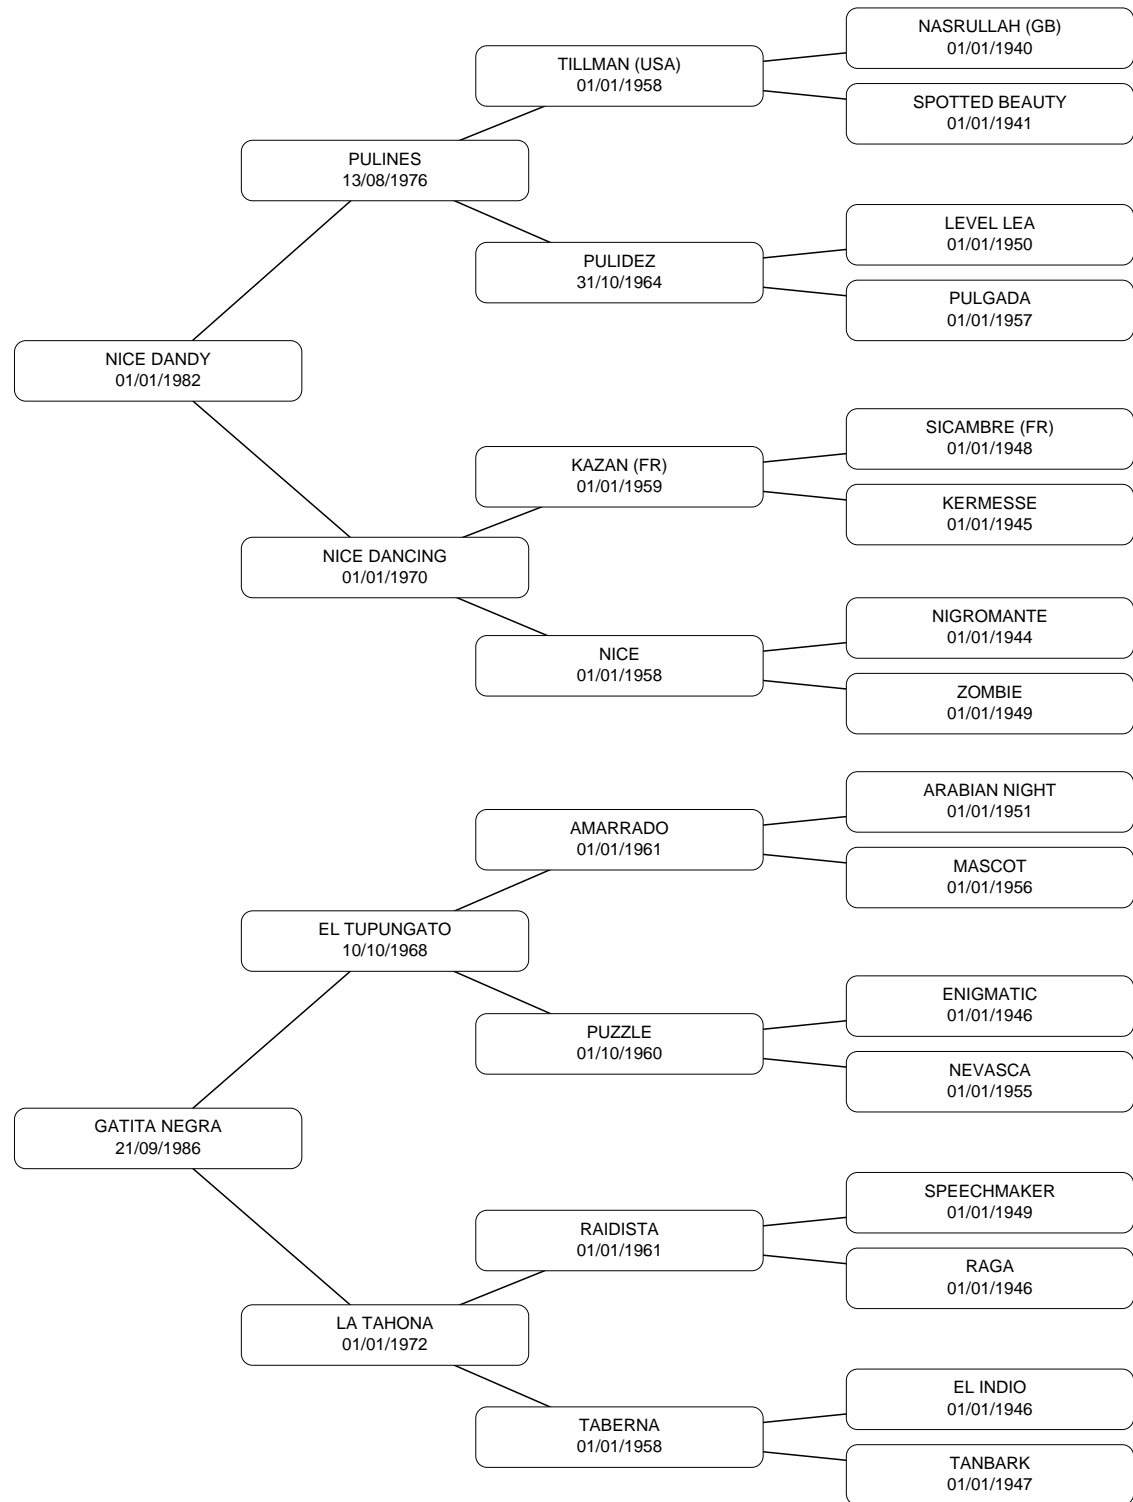 NASRULLAH (GB)
01/01/1940
TILLMAN (USA)
01/01/1958
SPOTTED BEAUTY
01/01/1941
PULINES
13/08/1976
LEVEL LEA
01/01/1950
PULIDEZ
31/10/1964
PULGADA
01/01/1957
NICE DANDY
01/01/1982
SICAMBRE (FR)
01/01/1948
KAZAN (FR)
01/01/1959
KERMESSE
01/01/1945
NICE DANCING
01/01/1970
NIGROMANTE
01/01/1944
NICE
01/01/1958
ZOMBIE
01/01/1949
ARABIAN NIGHT
01/01/1951
AMARRADO
01/01/1961
MASCOT
01/01/1956
EL TUPUNGATO
10/10/1968
ENIGMATIC
01/01/1946
PUZZLE
01/10/1960
NEVASCA
01/01/1955
GATITA NEGRA
21/09/1986
SPEECHMAKER
01/01/1949
RAIDISTA
01/01/1961
RAGA
01/01/1946
LA TAHONA
01/01/1972
EL INDIO
01/01/1946
TABERNA
01/01/1958
TANBARK
01/01/1947